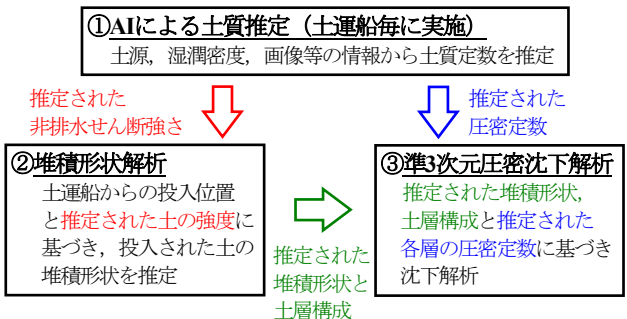 ①AIによる土質推定（土運船毎に実施）
土源，湿潤密度，画像等の情報から土質定数を推定
推定された
非排水せん断強さ
推定された
圧密定数
②堆積形状解析
土運船からの投入位置
と推定された土の強度に
基づき，投入された土の
堆積形状を推定
推定された
堆積形状と
土層構成
③準3次元圧密沈下解析
推定された堆積形状，
土層構成と推定された
各層の圧密定数に基づき
沈下解析